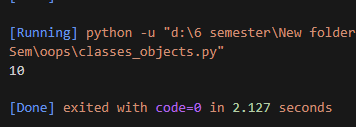 [Running] python -u "d:\6 semester\New folder
Sem\oops\classes_objects.py"
10
[Done] exited with code=0 in 2.127 seconds